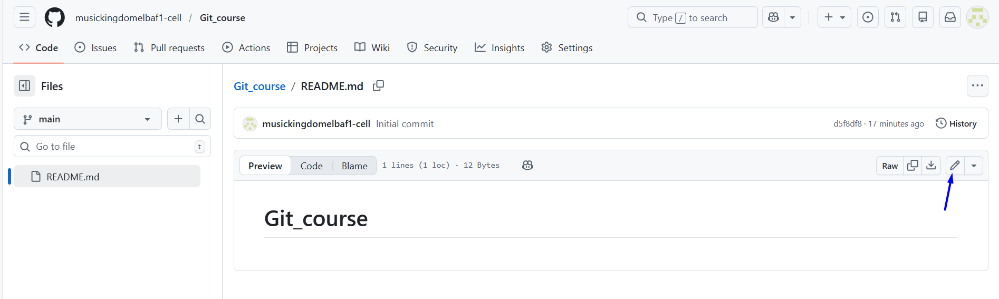 musickingdomelbaf1-cell / Git_course
Type / to search
Code Issues Pull requests Actions Projects Wiki Security Insights Settings
Files
Git_course / README.md
main
musickingdomelbaf1-cell Initial commit d5f8df8 · 17 minutes ago History
Go to file t
Preview Code Blame 1 lines (1 loc) · 12 Bytes Raw
README.md
Git_course